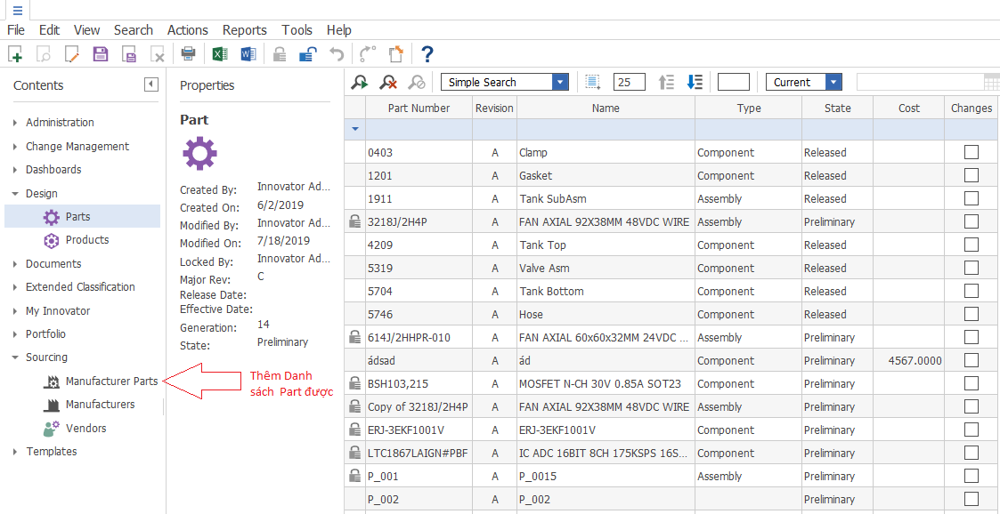 File Edit View Search Actions Reports Tools Help
Contents
Administration
Change Management
Dashboards
Design
Parts
Products
Documents
Extended Classification
My Innovator
Portfolio
Sourcing
Manufacturer Parts
Manufacturers
Vendors
Templates
Thêm Danh
sách Part được
Properties
Part
Created By: Innovator Ad...
Created On: 6/2/2019
Modified By: Innovator Ad...
Modified On: 7/18/2019
Locked By: Innovator Ad...
Major Rev: C
Release Date:
Effective Date:
Generation: 14
State: Preliminary
Simple Search 25 Current
Part Number Revision Name Type State Cost Changes
0403 A Clamp Component Released
1201 A Gasket Component Released
1911 A Tank SubAsm Assembly Released
3218J/2H4P A FAN AXIAL 92X38MM 48VDC WIRE Assembly Preliminary
4209 A Tank Top Component Released
5319 A Valve Asm Component Released
5704 A Tank Bottom Component Released
5746 A Hose Component Released
614J/2HHPR-010 A FAN AXIAL 60x60x32MM 24VDC ... Assembly Preliminary
ádsad A ád Component Preliminary 4567.0000
BSH103,215 A MOSFET N-CH 30V 0.85A SOT23 Component Preliminary
Copy of 3218J/2H4P A FAN AXIAL 92X38MM 48VDC WIRE Assembly Preliminary
ERJ-3EKF1001V A ERJ-3EKF1001V Component Preliminary
LTC1867LAIGN#PBF A IC ADC 16BIT 8CH 175KSPS 16S... Component Preliminary
P_001 A P_0015 Assembly Preliminary
P_002 A P_002 Preliminary